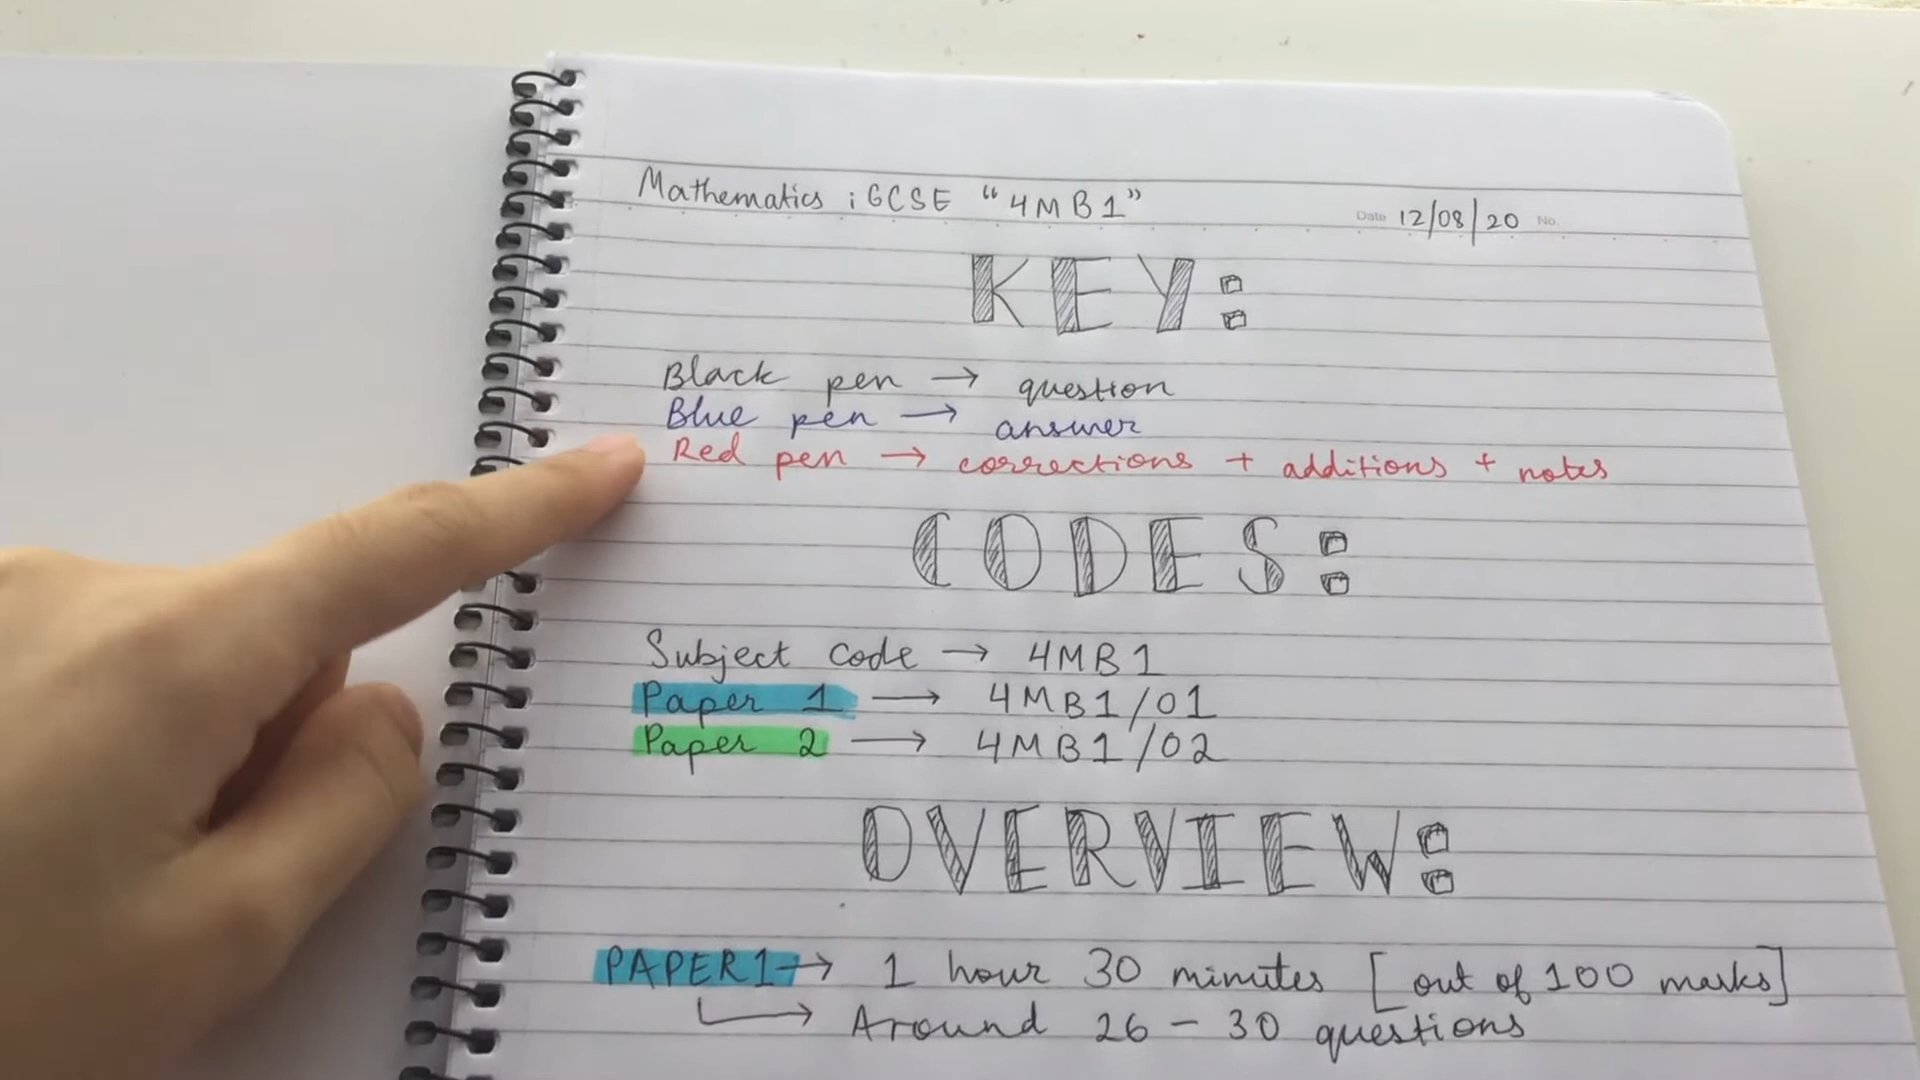 Mathematics iGCSE "4MB1"
Date 12/08/20 No.
KEY:
Black pen → question
Blue pen → answer
Red pen → corrections + additions + notes
CODES:
Subject code → 4MB1
Paper 1 → 4MB1/01
Paper 2 → 4MB1/02
OVERVIEW:
PAPER1 → 1 hour 30 minutes [out of 100 marks]
↳ Around 26 - 30 questions